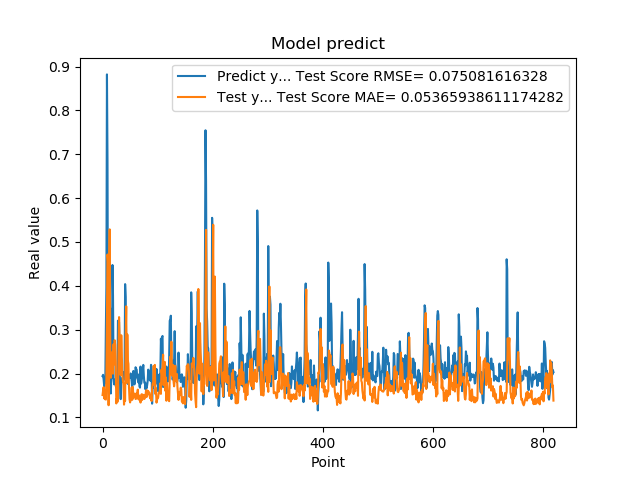 Model predict
Predict y... Test Score RMSE= 0.075081616328
Test y... Test Score MAE= 0.05365938611174282
0.9
0.8
0.7
0.6
0.5
0.4
0.3
0.2
0.1
Real value
0 200 400 600 800
Point